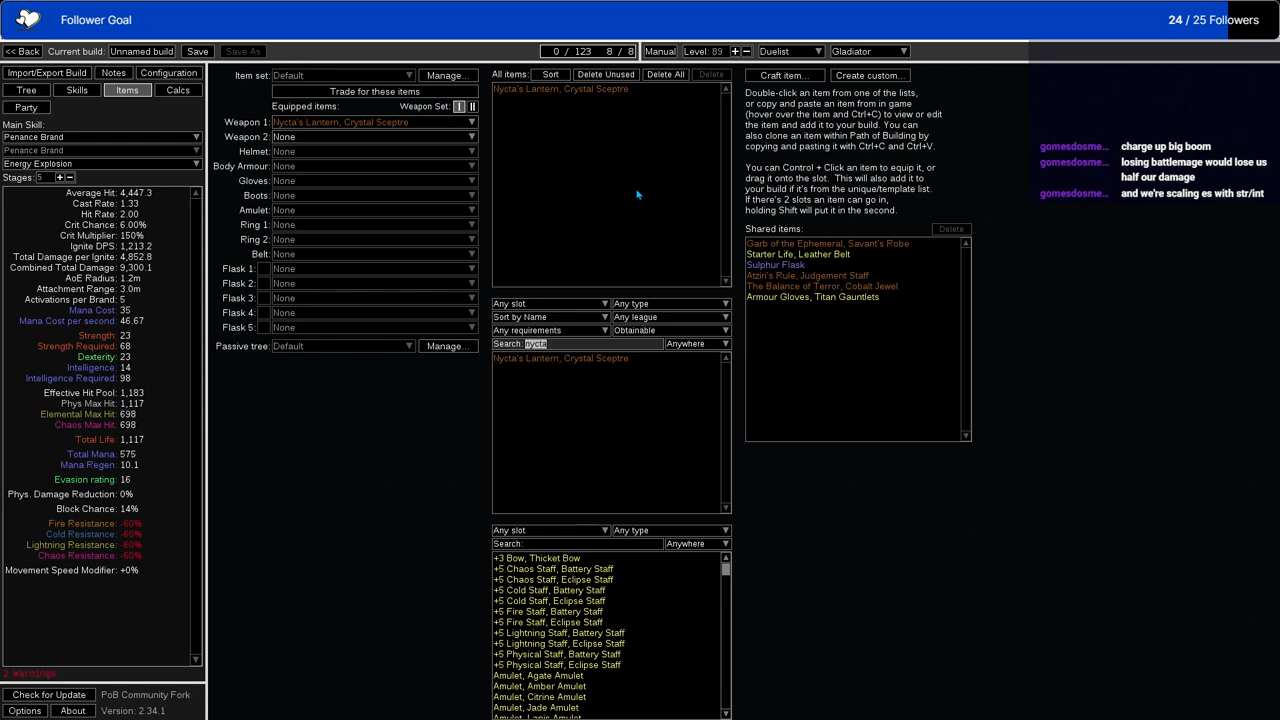 Follower Goal
24 / 25 Followers
<< Back
Current build:
Unnamed build
Save
Save As
0 / 123   8 / 8
Manual
Level: 89
+
-
Duelist
Gladiator
Import/Export Build
Notes
Configuration
Tree
Skills
Items
Calcs
Party
Main Skill:
Penance Brand
Penance Brand
Energy Explosion
Stages: 5
+
-
Average Hit: 4,447.3
Cast Rate: 1.33
Hit Rate: 2.00
Crit Chance: 6.00%
Crit Multiplier: 150%
Ignite DPS: 1,213.2
Total Damage per Ignite: 4,852.8
Combined Total Damage: 9,300.1
AoE Radius: 1.2m
Attachment Range: 3.0m
Activations per Brand: 5
Mana Cost: 35
Mana Cost per second: 46.67
Strength: 23
Strength Required: 68
Dexterity: 23
Intelligence: 14
Intelligence Required: 98
Effective Hit Pool: 1,183
Phys Max Hit: 1,117
Elemental Max Hit: 698
Chaos Max Hit: 698
Total Life: 1,117
Total Mana: 575
Mana Regen: 10.1
Evasion rating: 16
Phys. Damage Reduction: 0%
Block Chance: 14%
Fire Resistance: -60%
Cold Resistance: -60%
Lightning Resistance: -60%
Chaos Resistance: -60%
Movement Speed Modifier: +0%
2 Warnings
Check for Update
PoB Community Fork
Options
About
Version: 2.34.1
Item set: Default
Manage...
Trade for these items
Equipped items:
Weapon Set: I II
Weapon 1: Nycta's Lantern, Crystal Sceptre
Weapon 2: None
Helmet: None
Body Armour: None
Gloves: None
Boots: None
Amulet: None
Ring 1: None
Ring 2: None
Belt: None
Flask 1: None
Flask 2: None
Flask 3: None
Flask 4: None
Flask 5: None
Passive tree: Default
Manage...
All items:
Sort
Delete Unused
Delete All
Delete
Nycta's Lantern, Crystal Sceptre
Any slot
Any type
Sort by Name
Any league
Any requirements
Obtainable
Search: nycta
Anywhere
Nycta's Lantern, Crystal Sceptre
Any slot
Any type
Search:
Anywhere
+3 Bow, Thicket Bow
+5 Chaos Staff, Battery Staff
+5 Chaos Staff, Eclipse Staff
+5 Cold Staff, Battery Staff
+5 Cold Staff, Eclipse Staff
+5 Fire Staff, Battery Staff
+5 Fire Staff, Eclipse Staff
+5 Lightning Staff, Battery Staff
+5 Lightning Staff, Eclipse Staff
+5 Physical Staff, Battery Staff
+5 Physical Staff, Eclipse Staff
Amulet, Agate Amulet
Amulet, Amber Amulet
Amulet, Citrine Amulet
Amulet, Jade Amulet
Amulet, Lapis Amulet
Craft item...
Create custom...
Double-click an item from one of the lists,
or copy and paste an item from in game
(hover over the item and Ctrl+C) to view or edit
the item and add it to your build. You can
also clone an item within Path of Building by
copying and pasting it with Ctrl+C and Ctrl+V.
You can Control + Click an item to equip it, or
drag it onto the slot. This will also add it to
your build if it's from the unique/template list.
If there's 2 slots an item can go in,
holding Shift will put it in the second.
Shared items:
Delete
Garb of the Ephemeral, Savant's Robe
Starter Life, Leather Belt
Sulphur Flask
Atziri's Rule, Judgement Staff
The Balance of Terror, Cobalt Jewel
Armour Gloves, Titan Gauntlets
gomesdosme... charge up big boom
gomesdosme... losing battlemage would lose us
half our damage
gomesdosme... and we're scaling es with str/int